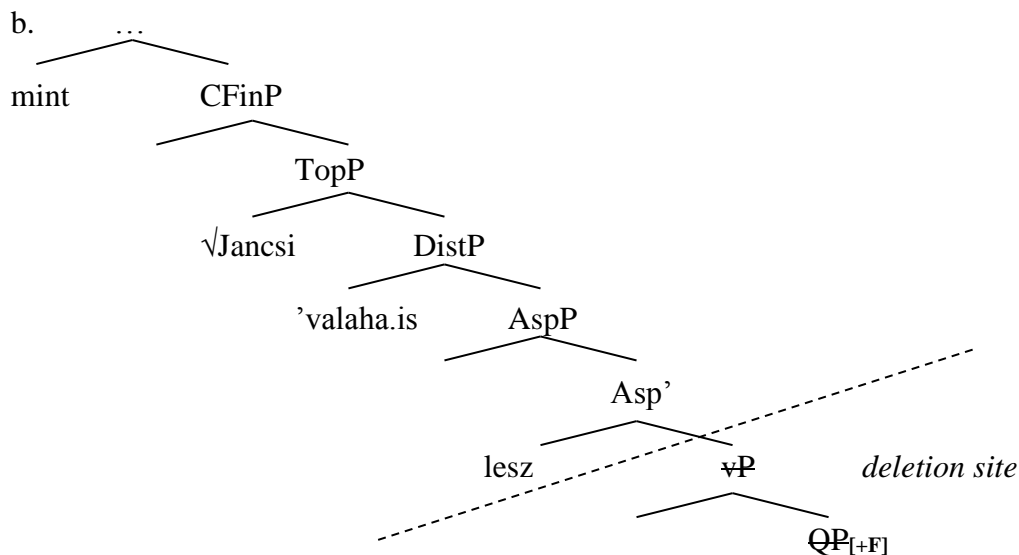 b. …
mint CFinP
TopP
√Jancsi DistP
’valaha.is AspP
Asp’
lesz vP deletion site
QP[+F]